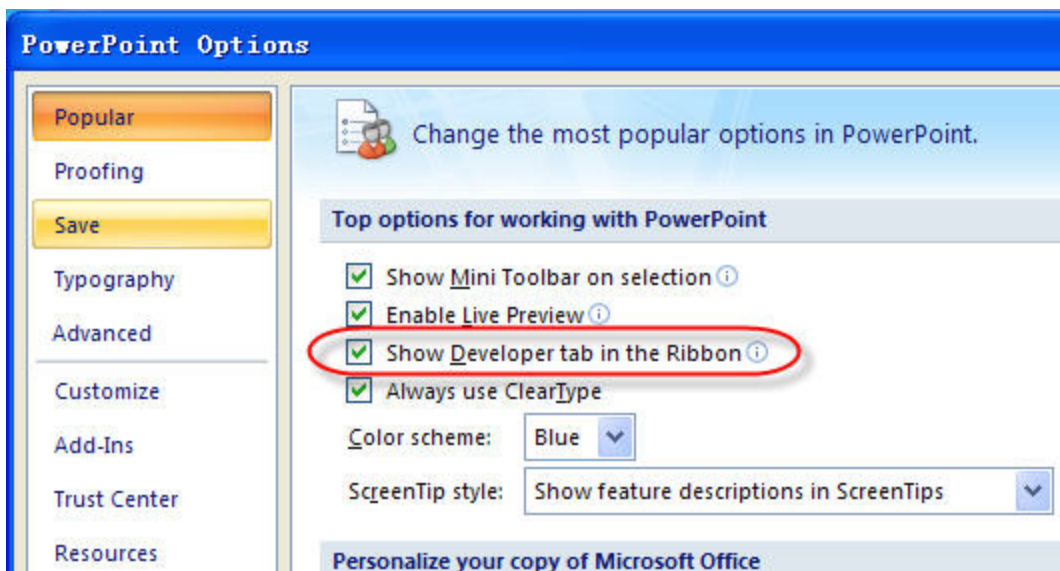 PowerPoint Options
Popular
Proofing
Save
Typography
Advanced
Customize
Add-Ins
Trust Center
Resources
Change the most popular options in PowerPoint.
Top options for working with PowerPoint
Show Mini Toolbar on selection
Enable Live Preview
Show Developer tab in the Ribbon
Always use ClearType
Color scheme: Blue
ScreenTip style: Show feature descriptions in ScreenTips
Personalize your copy of Microsoft Office